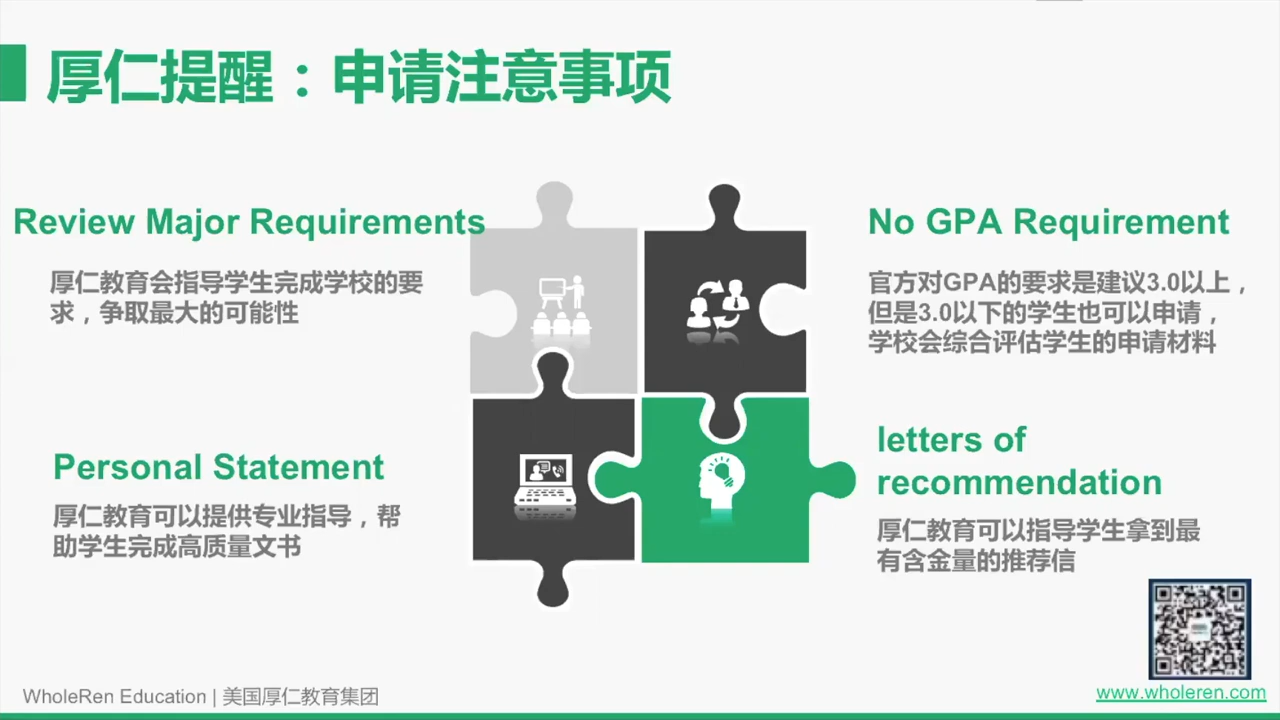 厚仁提醒：申请注意事项
Review Major Requirements
厚仁教育会指导学生完成学校的要
求，争取最大的可能性
No GPA Requirement
官方对GPA的要求是建议3.0以上，
但是3.0以下的学生也可以申请，
学校会综合评估学生的申请材料
Personal Statement
厚仁教育可以提供专业指导，帮
助学生完成高质量文书
letters of
recommendation
厚仁教育可以指导学生拿到最
有含金量的推荐信
WholeRen Education | 美国厚仁教育集团
www.wholeren.com